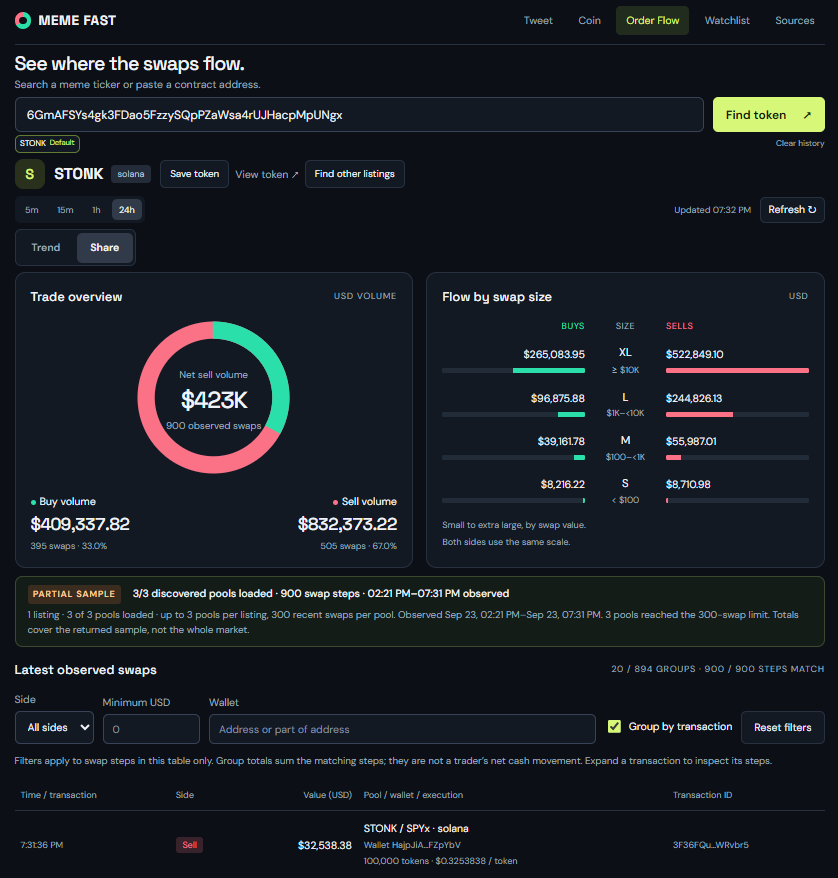 MEME FAST
Tweet Coin Order Flow Watchlist Sources
See where the swaps flow.
Search a meme ticker or paste a contract address.
6GmAFSYs4gk3FDao5FzzySQpPZaWsa4rUJHacpMpUNgx
Find token ↗
STONK Default
Clear history
S STONK solana Save token View token ↗ Find other listings
5m 15m 1h 24h
Updated 07:32 PM Refresh ↻
Trend Share
Trade overview USD VOLUME
Net sell volume
$423K
900 observed swaps
Buy volume Sell volume
$409,337.82 $832,373.22
395 swaps · 33.0% 505 swaps · 67.0%
Flow by swap size USD
BUYS SIZE SELLS
$265,083.95 XL $522,849.10
≥ $10K
$96,875.88 L $244,826.13
$1K–<10K
$39,161.78 M $55,987.01
$100–<1K
$8,216.22 S $8,710.98
< $100
Small to extra large, by swap value.
Both sides use the same scale.
PARTIAL SAMPLE 3/3 discovered pools loaded · 900 swap steps · 02:21 PM–07:31 PM observed
1 listing · 3 of 3 pools loaded · up to 3 pools per listing, 300 recent swaps per pool. Observed Sep 23, 02:21 PM–Sep 23, 07:31 PM. 3 pools reached the 300-swap limit. Totals
cover the returned sample, not the whole market.
Latest observed swaps 20 / 894 GROUPS · 900 / 900 STEPS MATCH
Side Minimum USD Wallet
All sides 0 Address or part of address Group by transaction Reset filters
Filters apply to swap steps in this table only. Group totals sum the matching steps; they are not a trader's net cash movement. Expand a transaction to inspect its steps.
Time / transaction Side Value (USD) Pool / wallet / execution Transaction ID
STONK / SPYx · solana
7:31:36 PM Sell $32,538.38 Wallet HajpJiA…FZpYbV 3F36FQu…WRvbr5
100,000 tokens · $0.3253838 / token